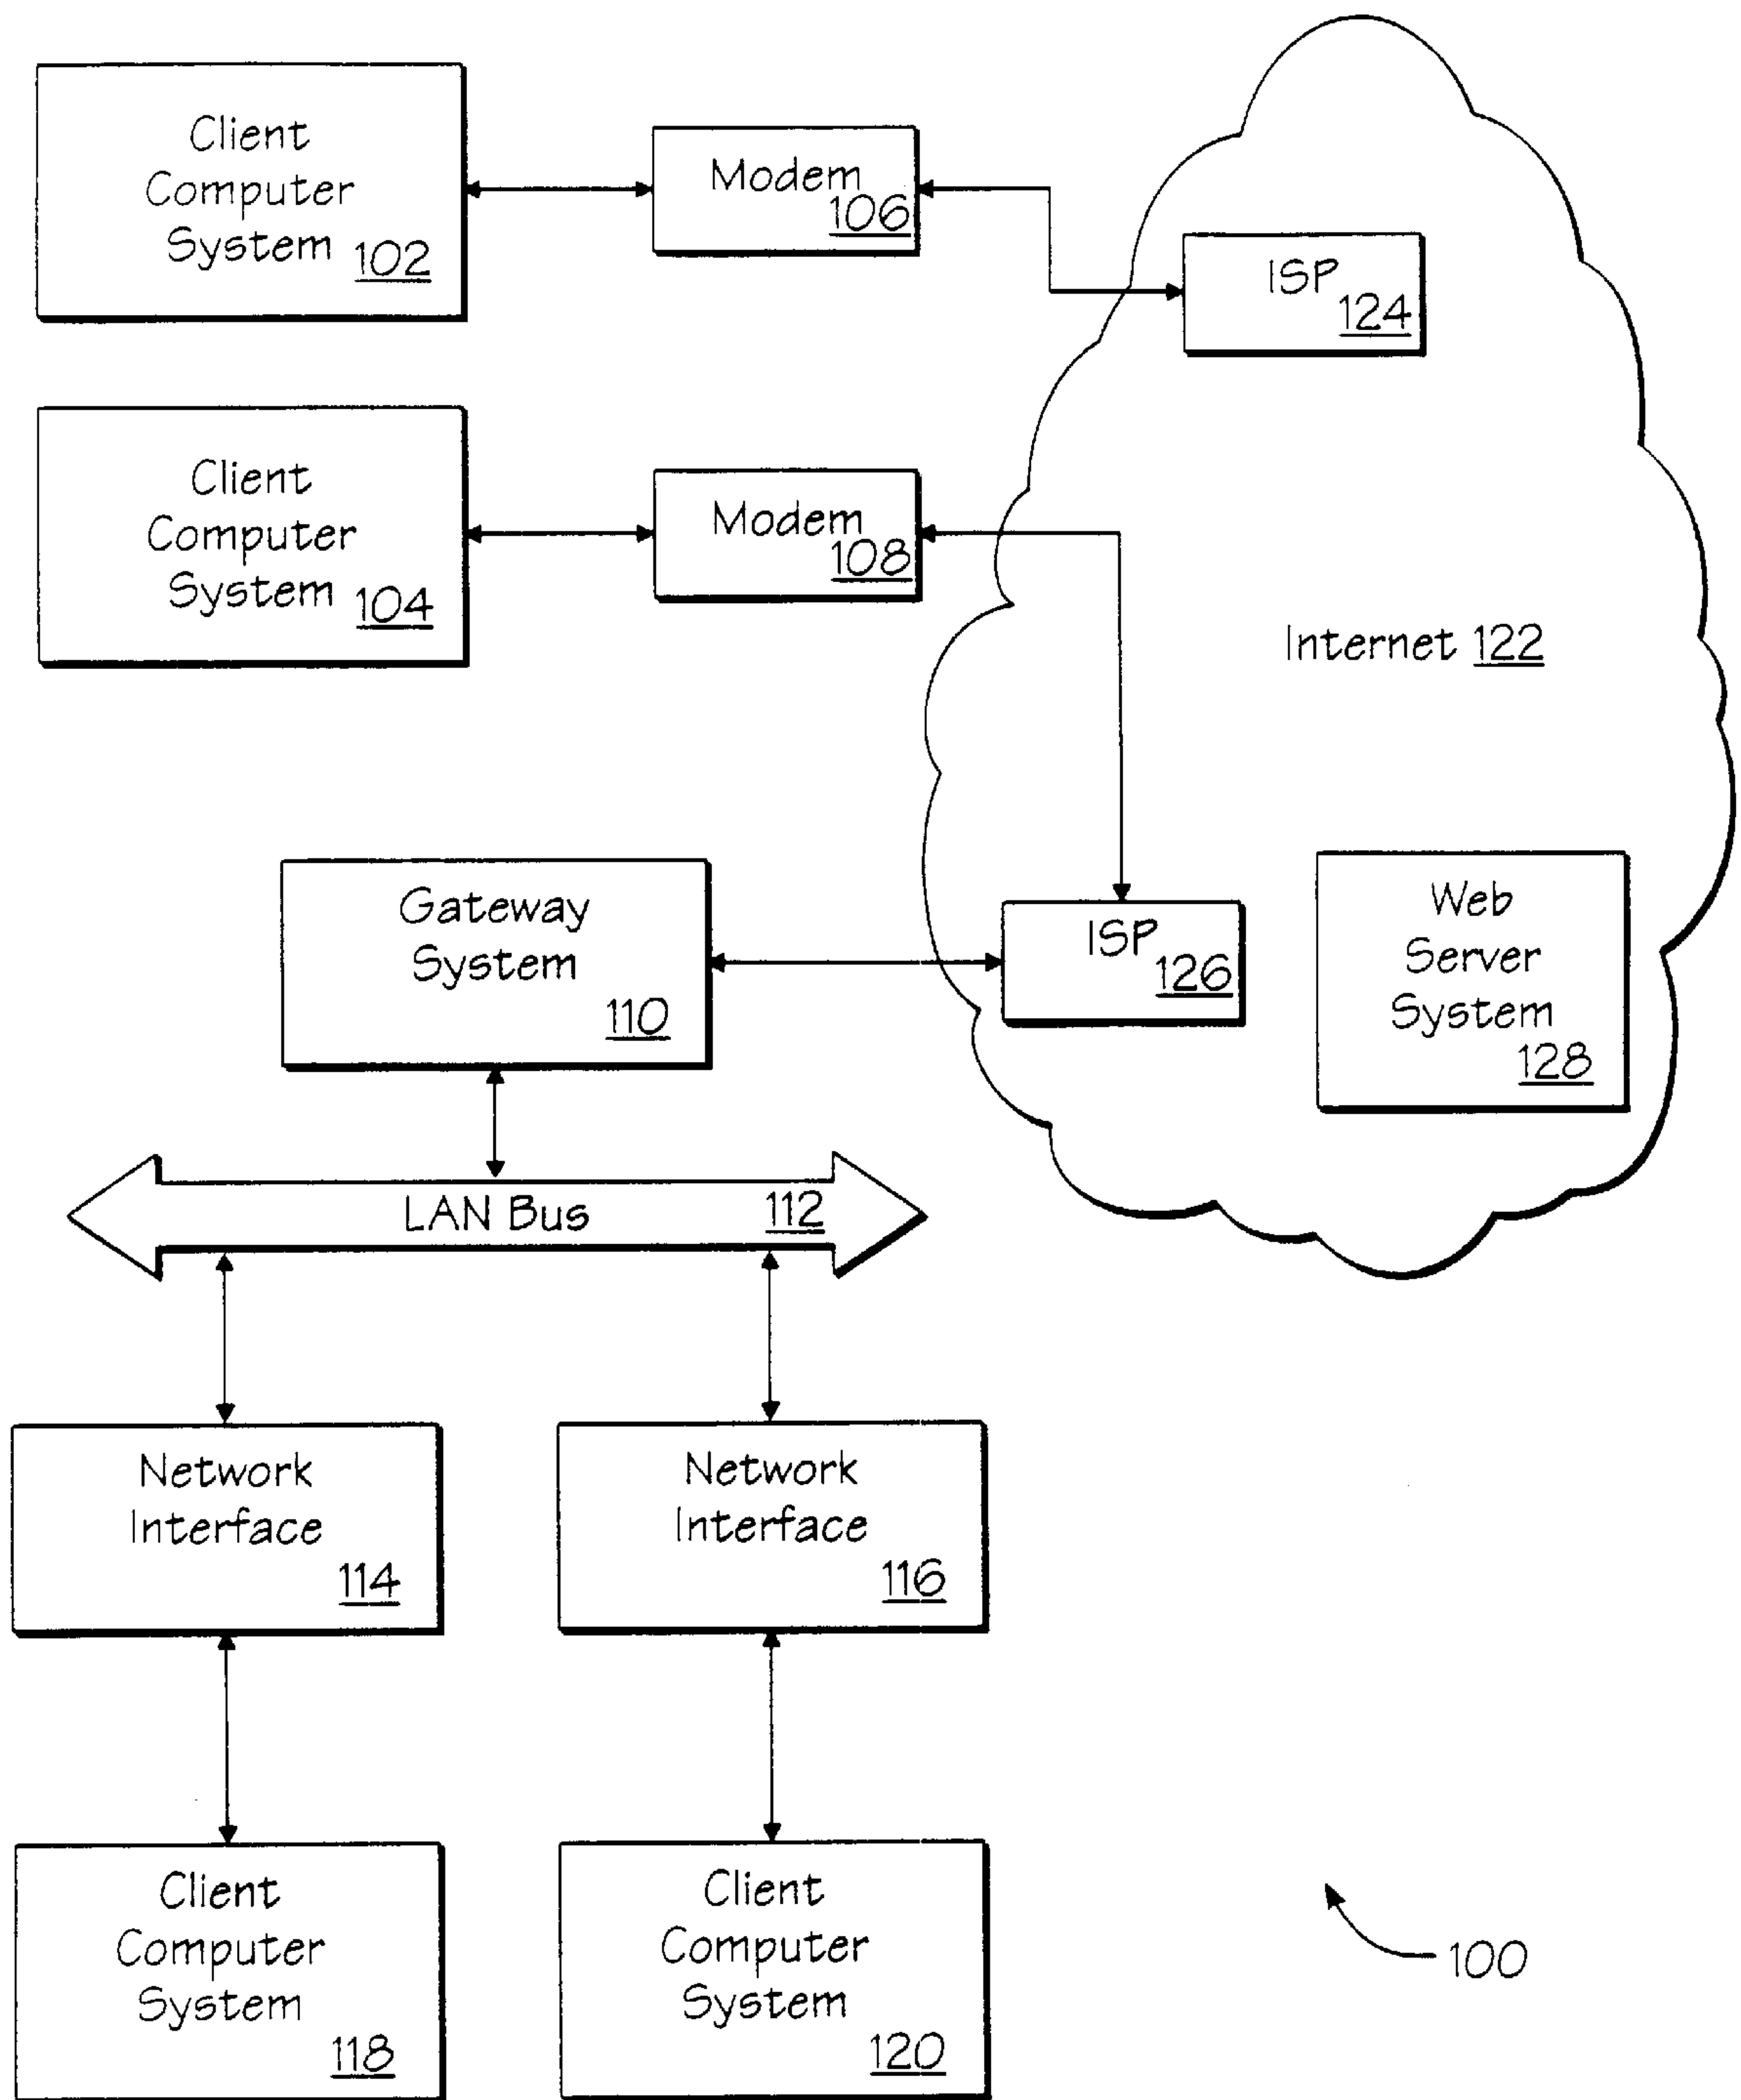 Client
Computer
System 102
Modem
106
ISP
124
Client
Computer
System 104
Modem
108
Internet 122
Gateway
System
110
ISP
126
Web
Server
System
128
LAN Bus 112
Network
Interface
114
Network
Interface
116
Client
Computer
System
118
Client
Computer
System
120
100